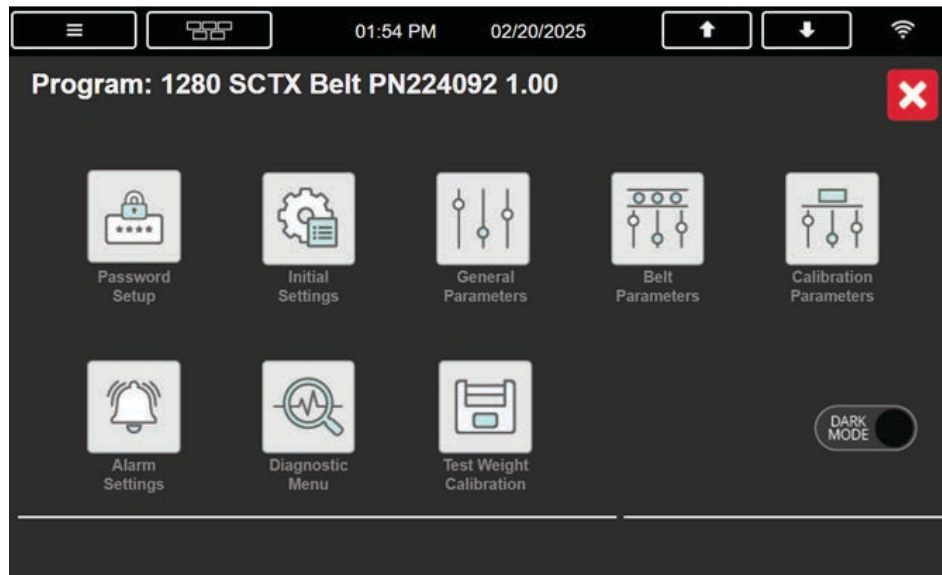 01:54 PM 02/20/2025
Program: 1280 SCTX Belt PN224092 1.00
****
Password
Setup
Initial
Settings
General
Parameters
Belt
Parameters
Calibration
Parameters
Alarm
Settings
Diagnostic
Menu
Test Weight
Calibration
DARK
MODE